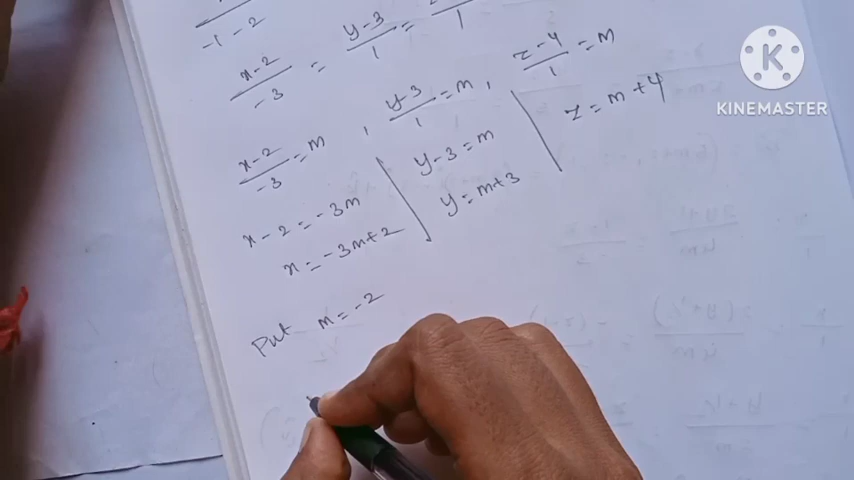 -1 - 2
x-2/-3 = y-3/1 = /1
x-2/-3 = m , y-3/1 = m , z-4/1 = m
x - 2 = -3m
x = -3m+2
y-3 = m
y = m+3
z = m+4
Put m = -2
K
KINEMASTER